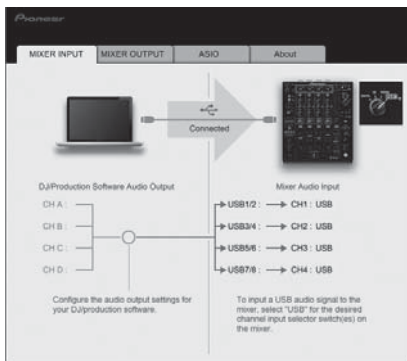 Pioneer
MIXER INPUT
MIXER OUTPUT
ASIO
About
Connected
DJ/Production Software Audio Output
Mixer Audio Input
CH A :
CH B :
CH C :
CH D :
USB1/2 : CH1 : USB
USB3/4 : CH2 : USB
USB5/6 : CH3 : USB
USB7/8 : CH4 : USB
Configure the audio output settings for
your DJ/production software.
To input a USB audio signal to the
mixer, select "USB" for the desired
channel input selector switch(es) on
the mixer.